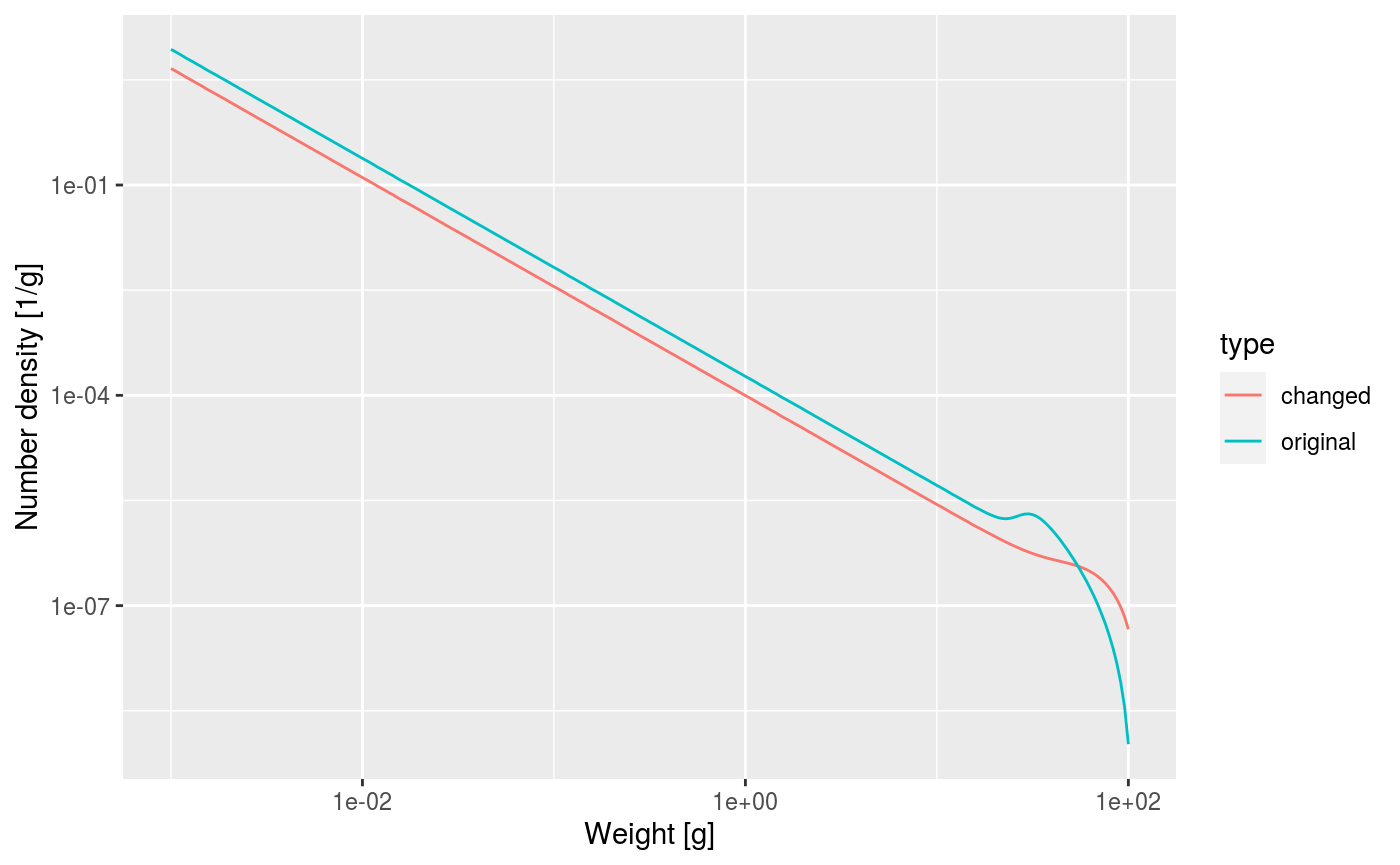 Number density [1/g]
1e-01
1e-04
1e-07
1e-02
1e+00
1e+02
Weight [g]
type
changed
original